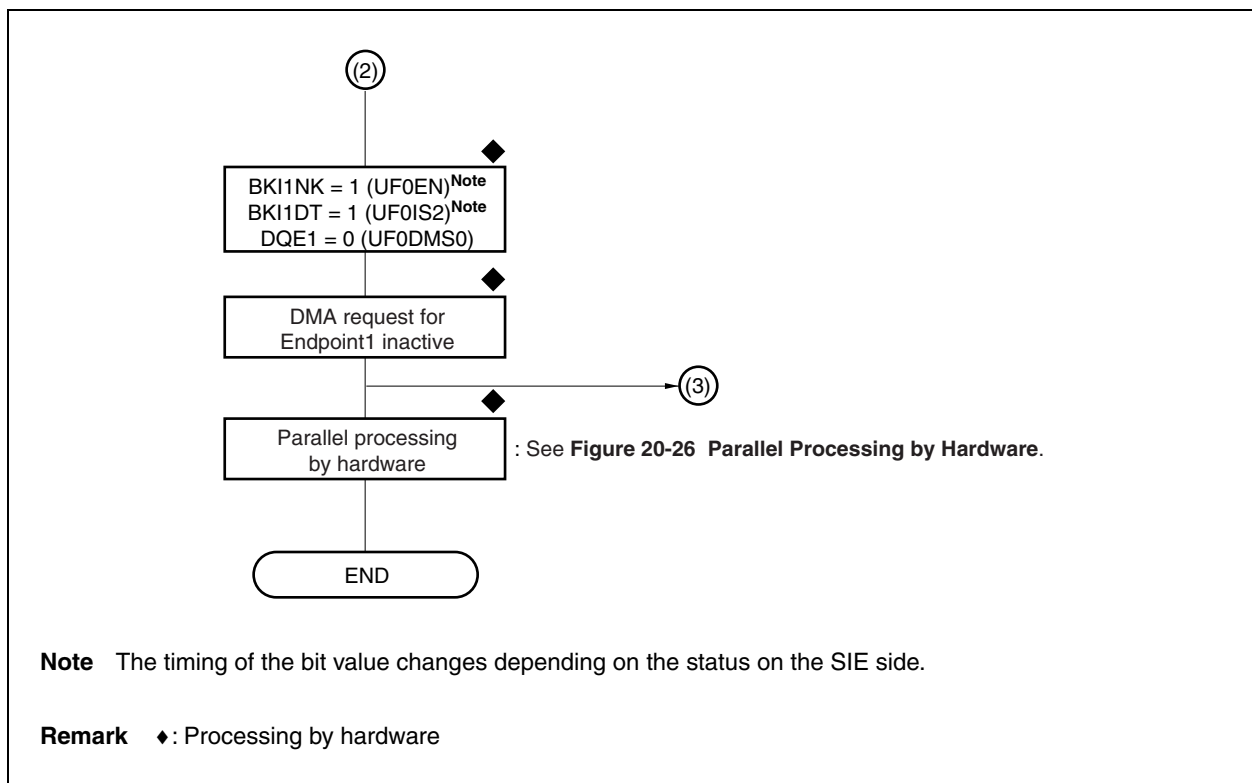 (2)
BKI1NK = 1 (UF0EN)Note
BKI1DT = 1 (UF0IS2)Note
DQE1 = 0 (UF0DMS0)
DMA request for
Endpoint1 inactive
(3)
Parallel processing
by hardware
: See Figure 20-26 Parallel Processing by Hardware.
END
Note The timing of the bit value changes depending on the status on the SIE side.
Remark ♦: Processing by hardware